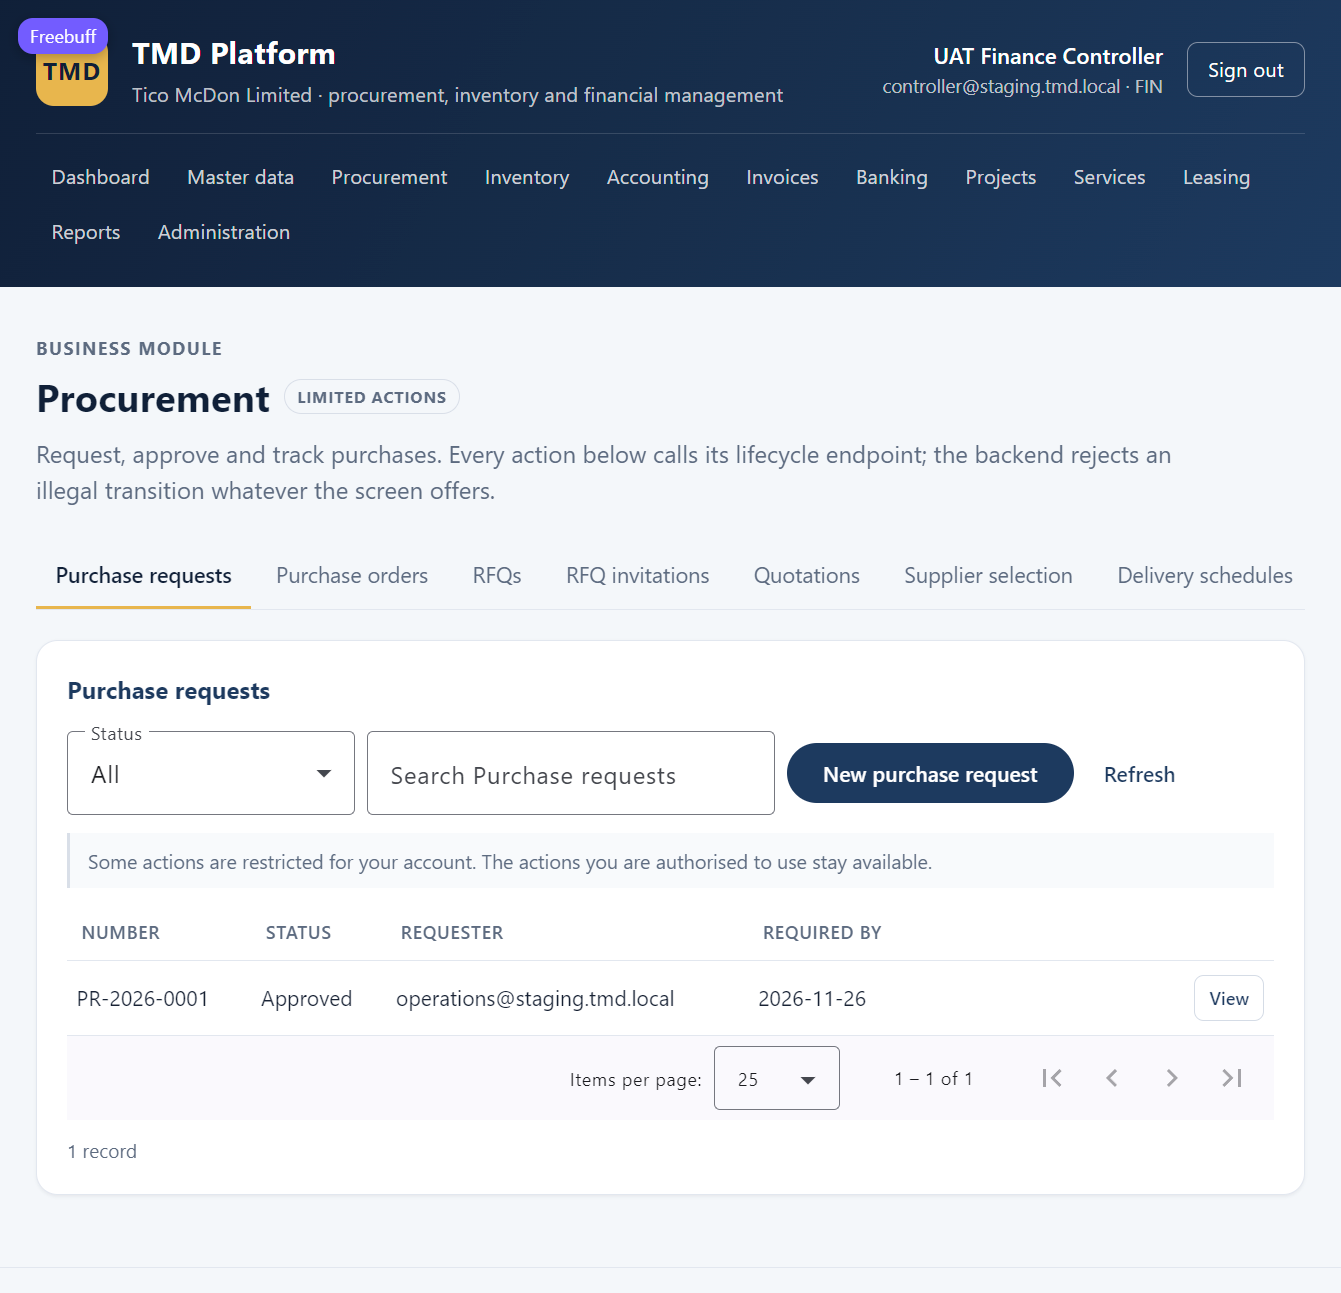 Freebuff
TMD
TMD Platform
Tico McDon Limited · procurement, inventory and financial management
UAT Finance Controller
controller@staging.tmd.local · FIN
Sign out
Dashboard Master data Procurement Inventory Accounting Invoices Banking Projects Services Leasing
Reports Administration
BUSINESS MODULE
Procurement LIMITED ACTIONS
Request, approve and track purchases. Every action below calls its lifecycle endpoint; the backend rejects an
illegal transition whatever the screen offers.
Purchase requests Purchase orders RFQs RFQ invitations Quotations Supplier selection Delivery schedules
Purchase requests
Status
All Search Purchase requests New purchase request Refresh
Some actions are restricted for your account. The actions you are authorised to use stay available.
NUMBER STATUS REQUESTER REQUIRED BY
PR-2026-0001 Approved operations@staging.tmd.local 2026-11-26 View
Items per page: 25 1 – 1 of 1
1 record